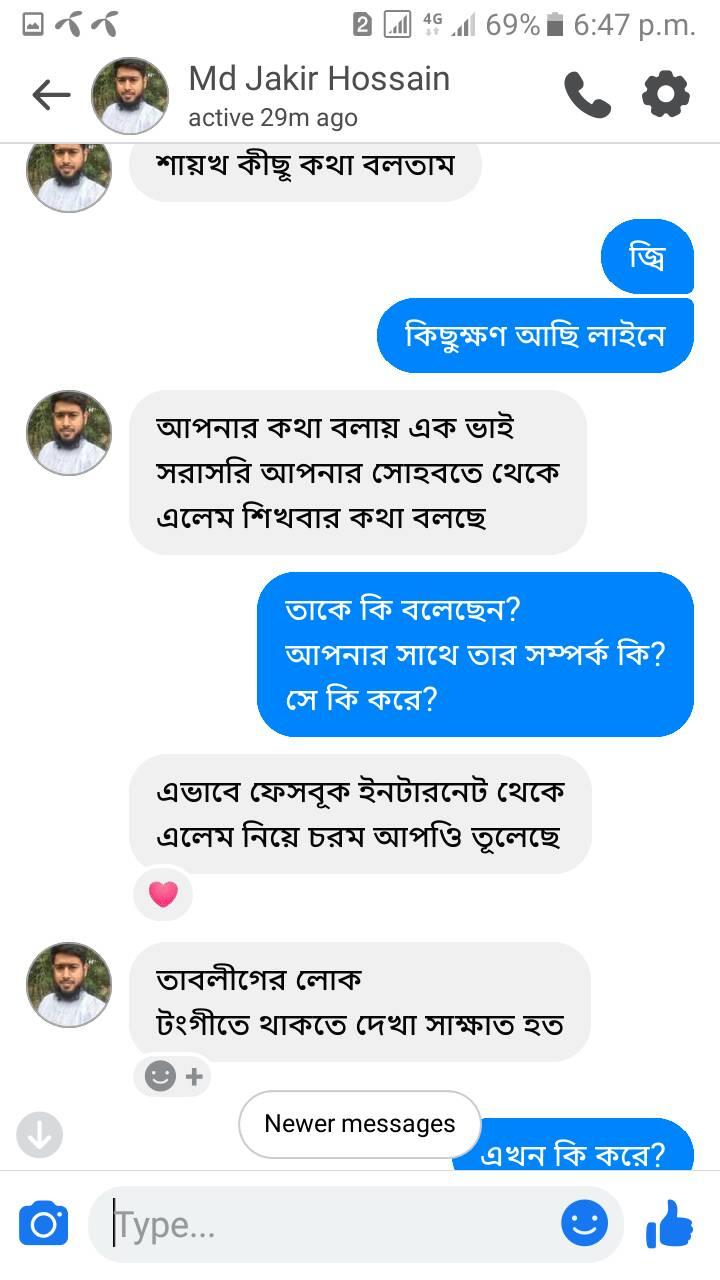 2 4G 69% 6:47 p.m.
Md Jakir Hossain
active 29m ago
শায়খ কীছূ কথা বলতাম
জ্বি
কিছুক্ষণ আছি লাইনে
আপনার কথা বলায় এক ভাই
সরাসরি আপনার সোহবতে থেকে
এলেম শিখবার কথা বলছে
তাকে কি বলেছেন?
আপনার সাথে তার সম্পর্ক কি?
সে কি করে?
এভাবে ফেসবূক ইনটারনেট থেকে
এলেম নিয়ে চরম আপওি তূলেছে
তাবলীগের লোক
টংগীতে থাকতে দেখা সাক্ষাত হত
Newer messages
এখন কি করে?
Type...